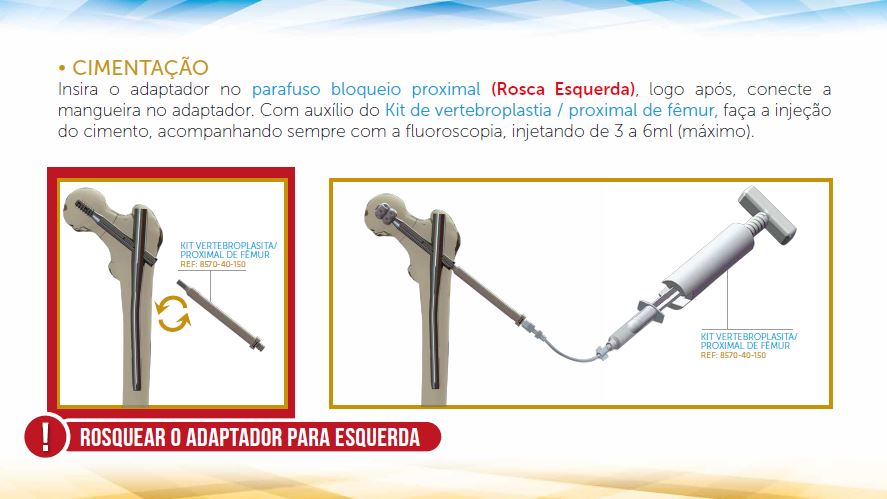 • CIMENTAÇÃO
Insira o adaptador no parafuso bloqueio proximal (Rosca Esquerda), logo após, conecte a
mangueira no adaptador. Com auxílio do Kit de vertebroplastia / proximal de fêmur, faça a injeção
do cimento, acompanhando sempre com a fluoroscopia, injetando de 3 a 6ml (máximo).
KIT VERTEBROPLASITA/
PROXIMAL DE FÊMUR
REF: 8570-40-150
KIT VERTEBROPLASITA/
PROXIMAL DE FÊMUR
REF: 8570-40-150
! ROSQUEAR O ADAPTADOR PARA ESQUERDA